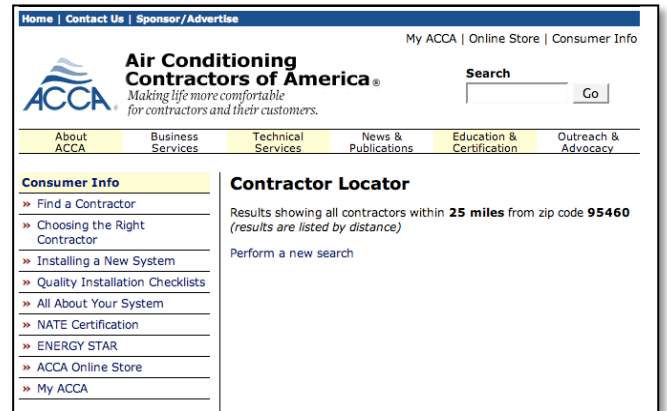 Home | Contact Us | Sponsor/Advertise
My ACCA | Online Store | Consumer Info
ACCA®
Air Conditioning
Contractors of America®
Making life more comfortable
for contractors and their customers.
Search
Go
About
ACCA
Business
Services
Technical
Services
News &
Publications
Education &
Certification
Outreach &
Advocacy
Consumer Info
» Find a Contractor
» Choosing the Right
Contractor
» Installing a New System
» Quality Installation Checklists
» All About Your System
» NATE Certification
» ENERGY STAR
» ACCA Online Store
» My ACCA
Contractor Locator
Results showing all contractors within 25 miles from zip code 95460
(results are listed by distance)
Perform a new search